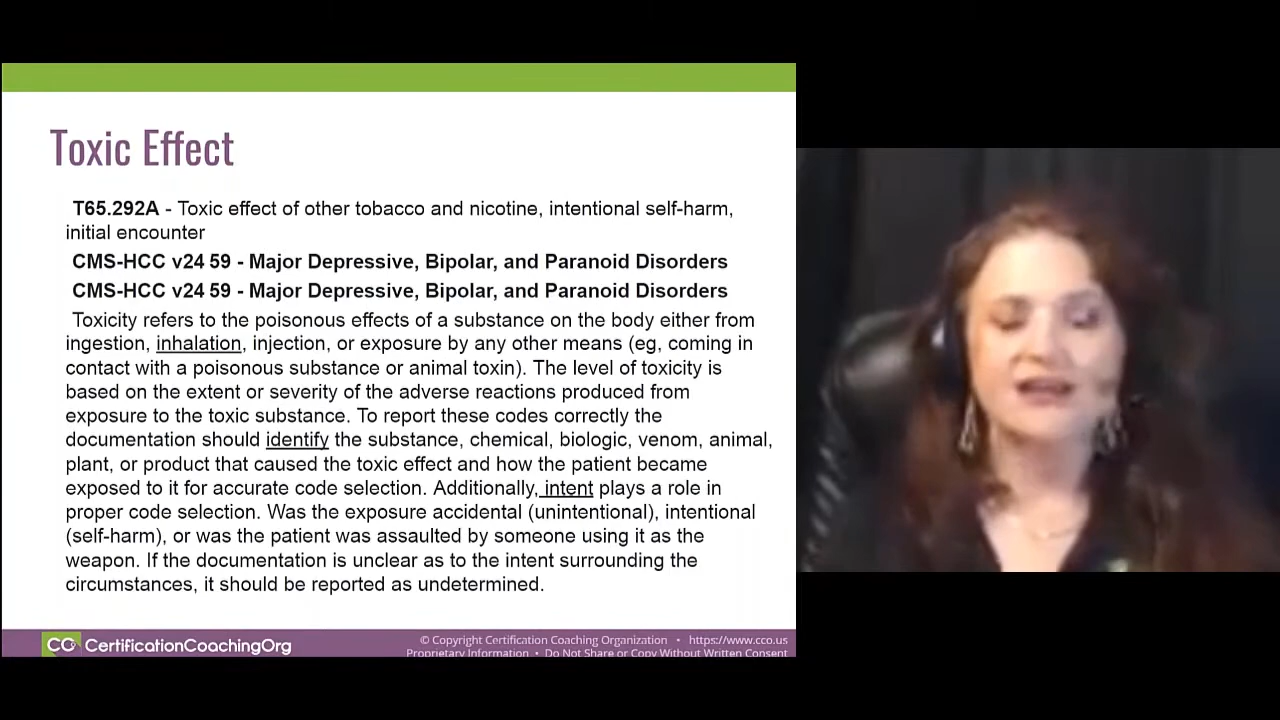 Toxic Effect
T65.292A - Toxic effect of other tobacco and nicotine, intentional self-harm,
initial encounter
CMS-HCC v24 59 - Major Depressive, Bipolar, and Paranoid Disorders
CMS-HCC v24 59 - Major Depressive, Bipolar, and Paranoid Disorders
Toxicity refers to the poisonous effects of a substance on the body either from
ingestion, inhalation, injection, or exposure by any other means (eg, coming in
contact with a poisonous substance or animal toxin). The level of toxicity is
based on the extent or severity of the adverse reactions produced from
exposure to the toxic substance. To report these codes correctly the
documentation should identify the substance, chemical, biologic, venom, animal,
plant, or product that caused the toxic effect and how the patient became
exposed to it for accurate code selection. Additionally, intent plays a role in
proper code selection. Was the exposure accidental (unintentional), intentional
(self-harm), or was the patient was assaulted by someone using it as the
weapon. If the documentation is unclear as to the intent surrounding the
circumstances, it should be reported as undetermined.
CO CertificationCoachingOrg
© Copyright Certification Coaching Organization • https://www.cco.us
Proprietary Information • Do Not Share or Copy Without Written Consent